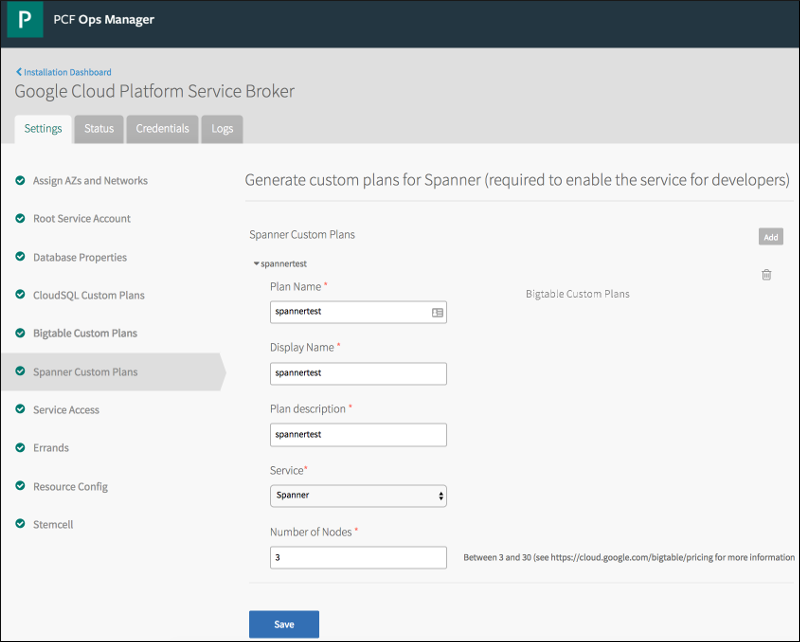 P PCF Ops Manager
Installation Dashboard
Google Cloud Platform Service Broker
Settings Status Credentials Logs
Assign AZs and Networks
Root Service Account
Database Properties
CloudSQL Custom Plans
Bigtable Custom Plans
Spanner Custom Plans
Service Access
Errands
Resource Config
Stemcell
Generate custom plans for Spanner (required to enable the service for developers)
Spanner Custom Plans
Add
spannertest
Plan Name *
spannertest
Bigtable Custom Plans
Display Name *
spannertest
Plan description *
spannertest
Service*
Spanner
Number of Nodes *
3
Between 3 and 30 (see https://cloud.google.com/bigtable/pricing for more information
Save